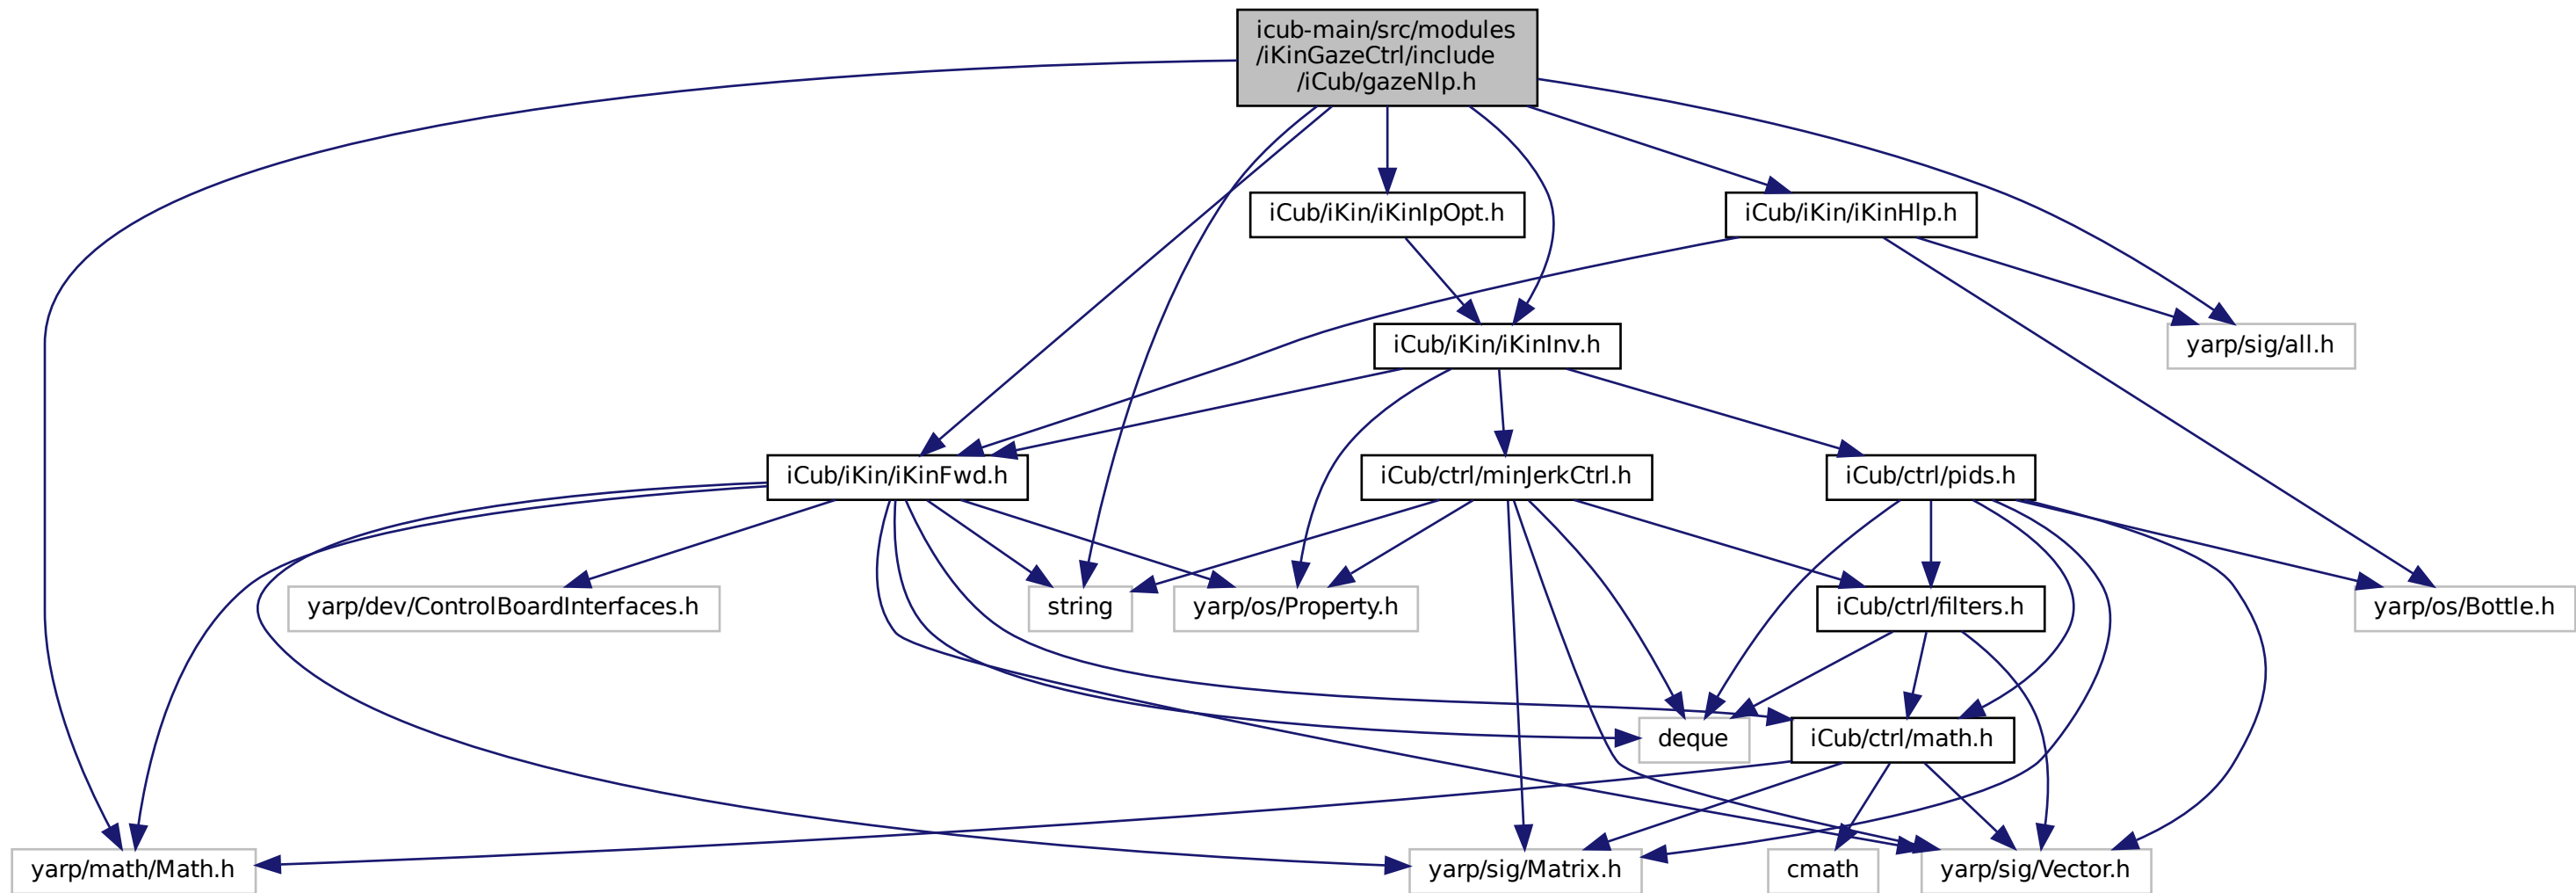 icub-main/src/modules
/iKinGazeCtrl/include
/iCub/gazeNlp.h
iCub/iKin/iKinIpOpt.h
iCub/iKin/iKinHlp.h
iCub/iKin/iKinInv.h
yarp/sig/all.h
iCub/iKin/iKinFwd.h
iCub/ctrl/minJerkCtrl.h
iCub/ctrl/pids.h
yarp/dev/ControlBoardInterfaces.h
string
yarp/os/Property.h
iCub/ctrl/filters.h
yarp/os/Bottle.h
deque
iCub/ctrl/math.h
yarp/math/Math.h
yarp/sig/Matrix.h
cmath
yarp/sig/Vector.h